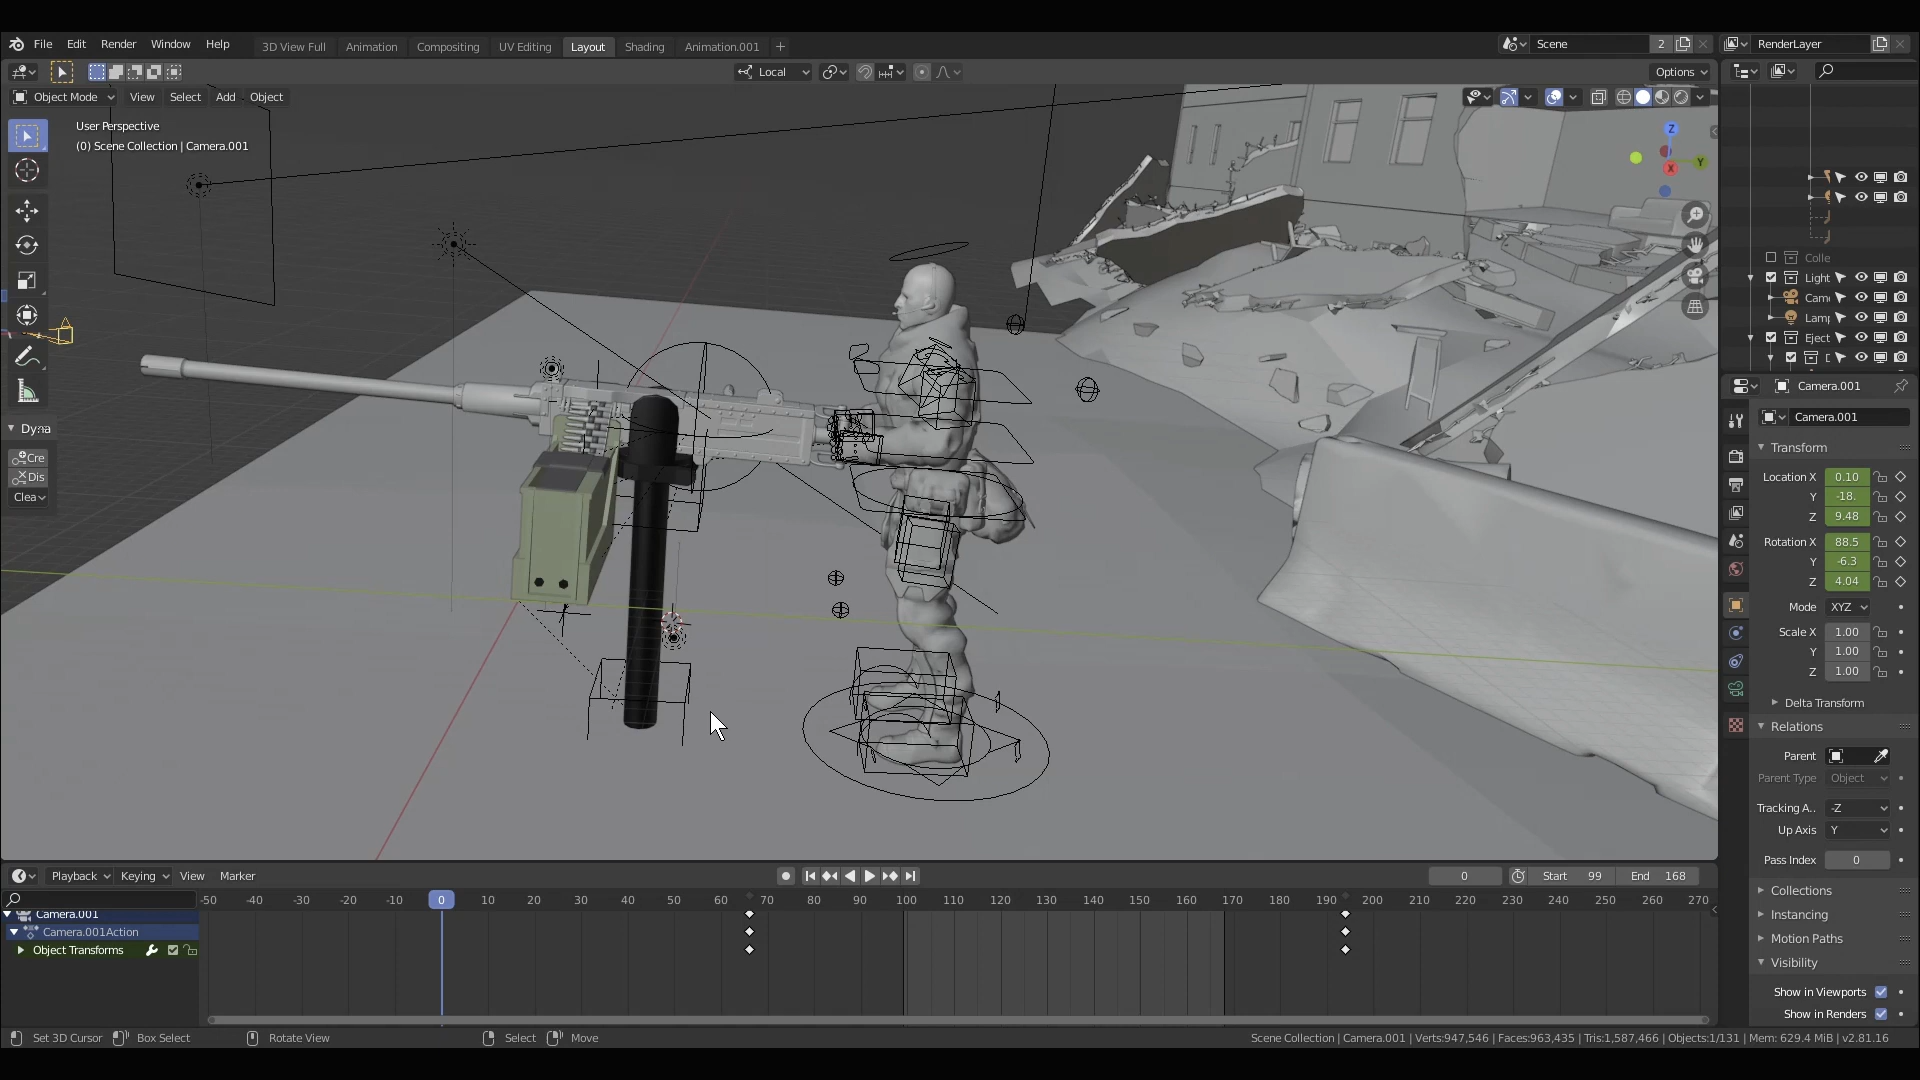 File Edit Render Window Help
3D View Full Animation Compositing UV Editing Layout Shading Animation.001 +
Scene 2
RenderLayer
Local
Options
Object Mode View Select Add Object
User Perspective
(0) Scene Collection | Camera.001
Z
Y
X
Colle
Light
Cam
Lamp
Eject
Camera.001
Camera.001
Dyna
Cre
Dis
Clea
Transform
Location X 0.10
Y -18.
Z 9.48
Rotation X 88.5
Y -6.3
Z 4.04
Mode XYZ
Scale X 1.00
Y 1.00
Z 1.00
Delta Transform
Relations
Parent
Parent Type Object
Tracking A.. -Z
Up Axis Y
Pass Index 0
Collections
Instancing
Motion Paths
Visibility
Show in Viewports
Show in Renders
Playback Keying View Marker
0 Start 99 End 168
-50 -40 -30 -20 -10 0 10 20 30 40 50 60 70 80 90 100 110 120 130 140 150 160 170 180 190 200 210 220 230 240 250 260 270
Camera.001
Camera.001Action
Object Transforms
Set 3D Cursor Box Select Rotate View Select Move
Scene Collection | Camera.001 | Verts:947,546 | Faces:963,435 | Tris:1,587,466 | Objects:1/131 | Mem: 629.4 MiB | v2.81.16